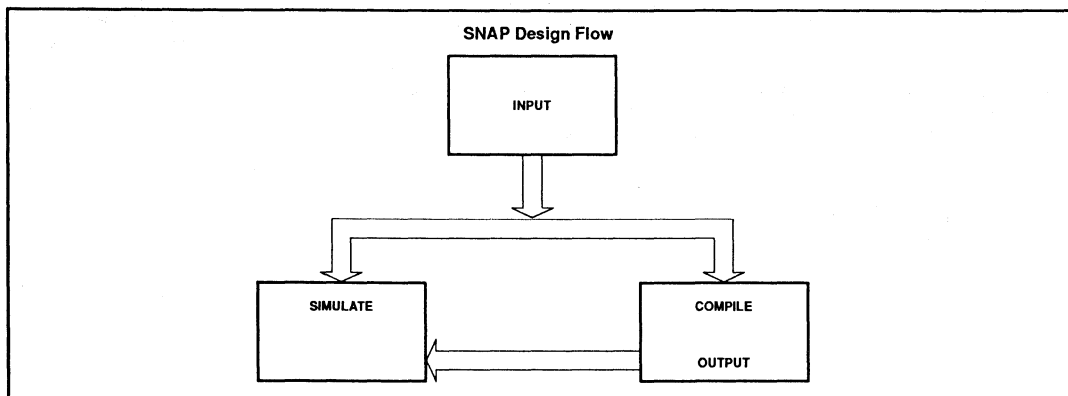 SNAP Design Flow
INPUT
SIMULATE
COMPILE
OUTPUT